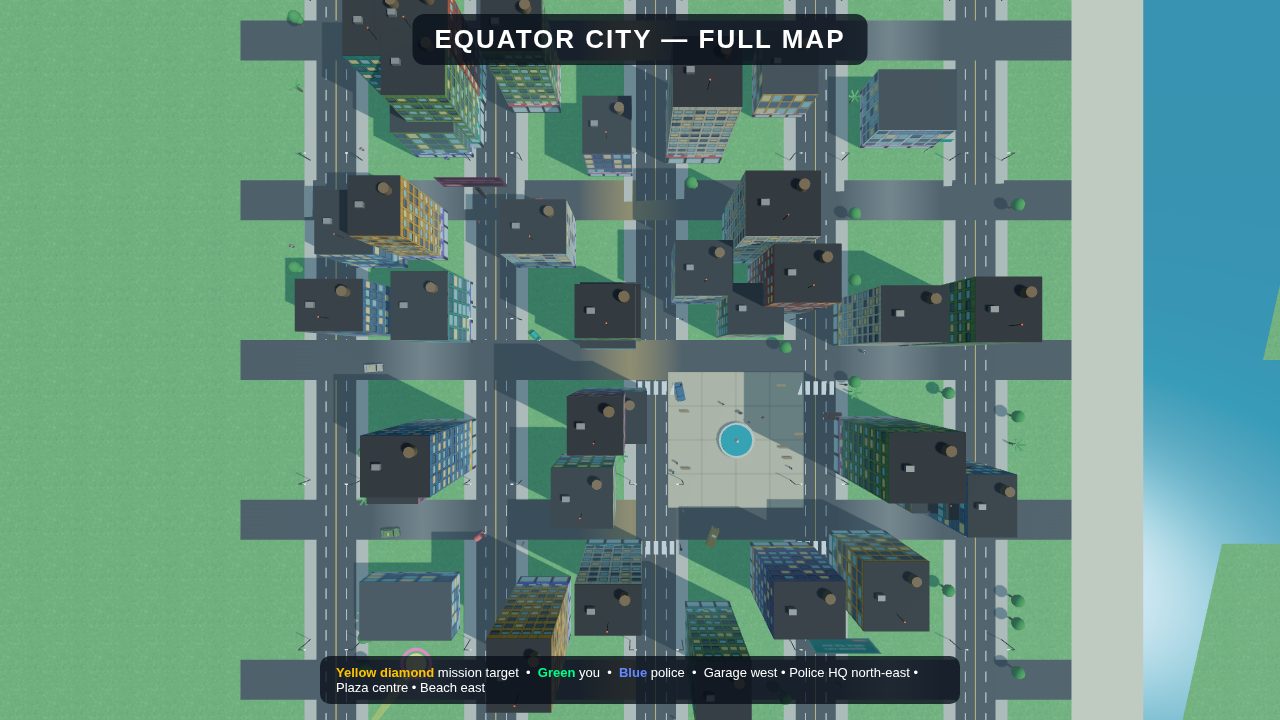 EQUATOR CITY — FULL MAP
Yellow diamond mission target • Green you • Blue police • Garage west • Police HQ north-east •
Plaza centre • Beach east